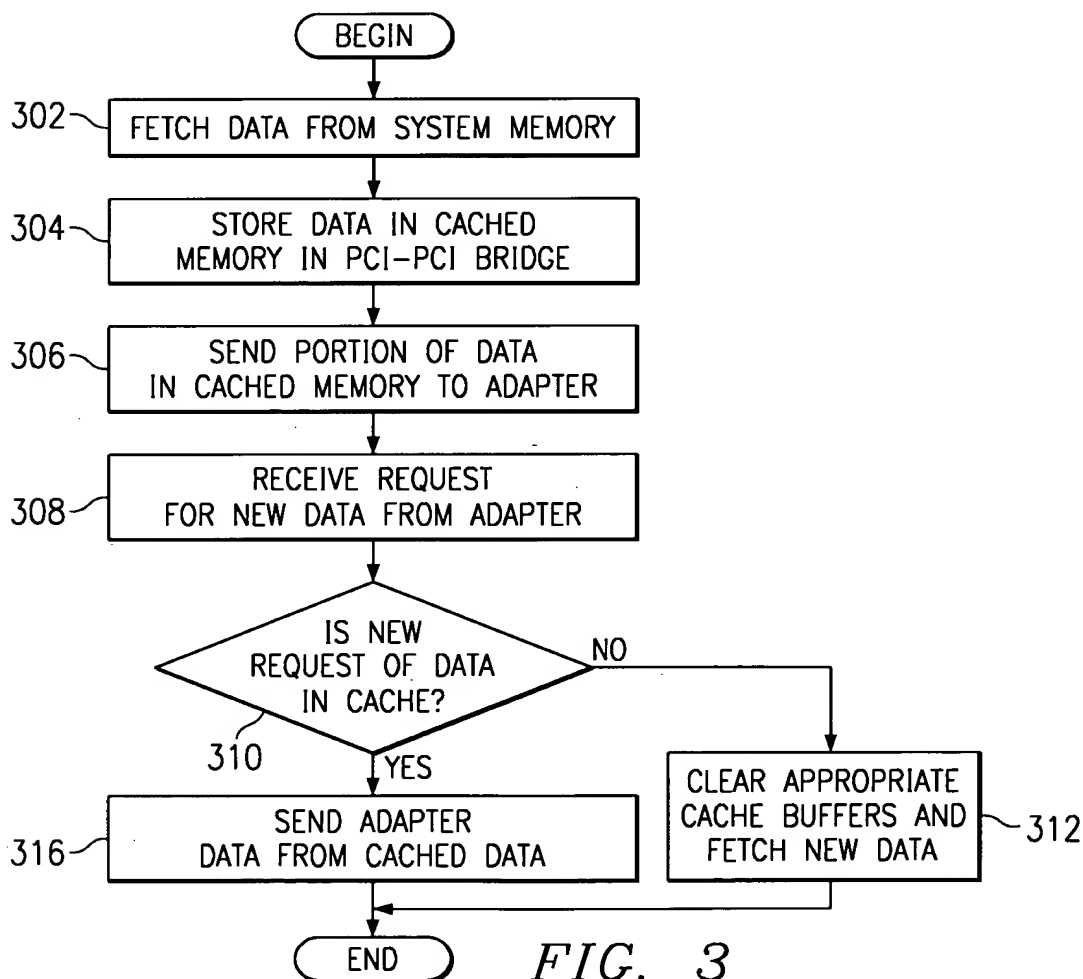 BEGIN
302
FETCH DATA FROM SYSTEM MEMORY
304
STORE DATA IN CACHED
MEMORY IN PCI-PCI BRIDGE
306
SEND PORTION OF DATA
IN CACHED MEMORY TO ADAPTER
308
RECEIVE REQUEST
FOR NEW DATA FROM ADAPTER
IS NEW
REQUEST OF DATA
IN CACHE?
310
NO
YES
316
SEND ADAPTER
DATA FROM CACHED DATA
CLEAR APPROPRIATE
CACHE BUFFERS AND
FETCH NEW DATA
312
END
FIG. 3